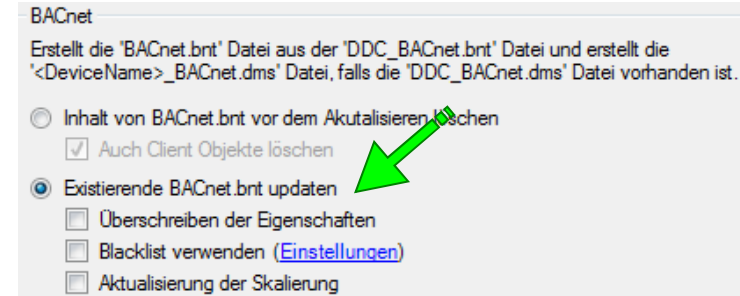 BACnet
Erstellt die "BACnet.bnt" Datei aus der "DDC_BACnet.bnt" Datei und erstellt die
"<DeviceName>_BACnet.dms" Datei, falls die "DDC_BACnet.dms" Datei vorhanden ist.
Inhalt von BACnet.bnt vor dem Akutalisieren löschen
Auch Client Objekte löschen
Existierende BACnet.bnt updaten
Überschreiben der Eigenschaften
Blacklist verwenden (Einstellungen)
Aktualisierung der Skalierung